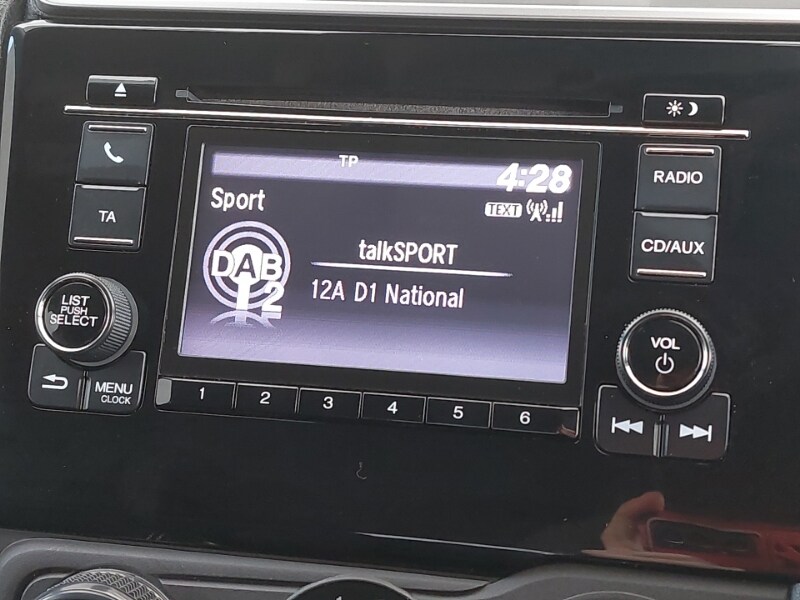 TP
4:28
Sport
TEXT
DAB
2
talkSPORT
12A D1 National
TA
RADIO
CD/AUX
LIST
PUSH
SELECT
VOL
MENU
CLOCK
1 2 3 4 5 6